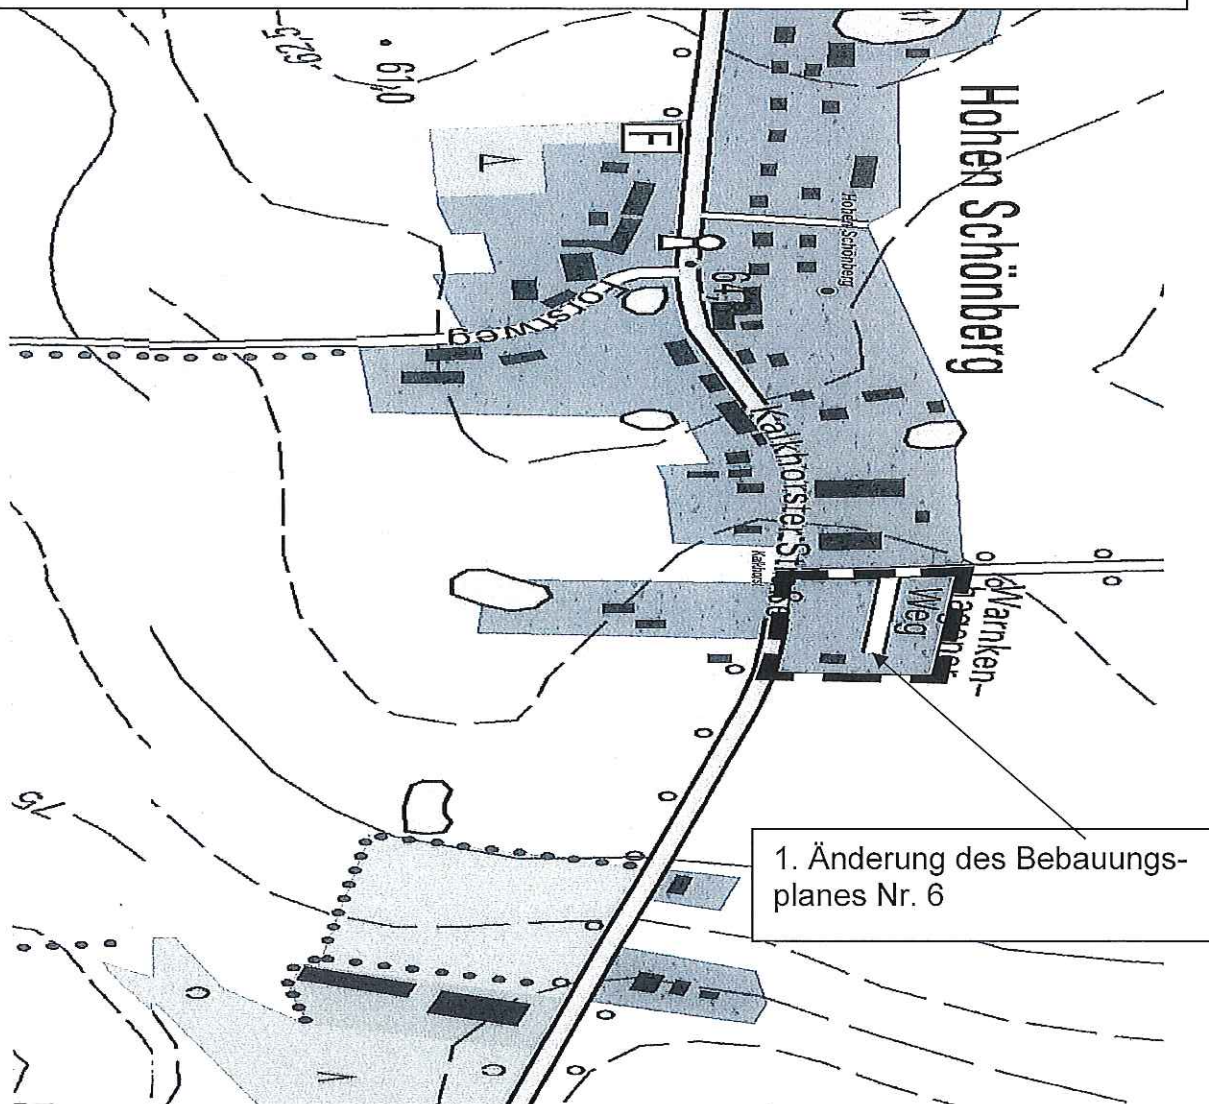 62,5
61,0
F
Hohen Schönberg
Hohen Schönberg
Forstweg
Kalkhorster St
Warnken-
hagener
Weg
75
1. Änderung des Bebauungs-
planes Nr. 6